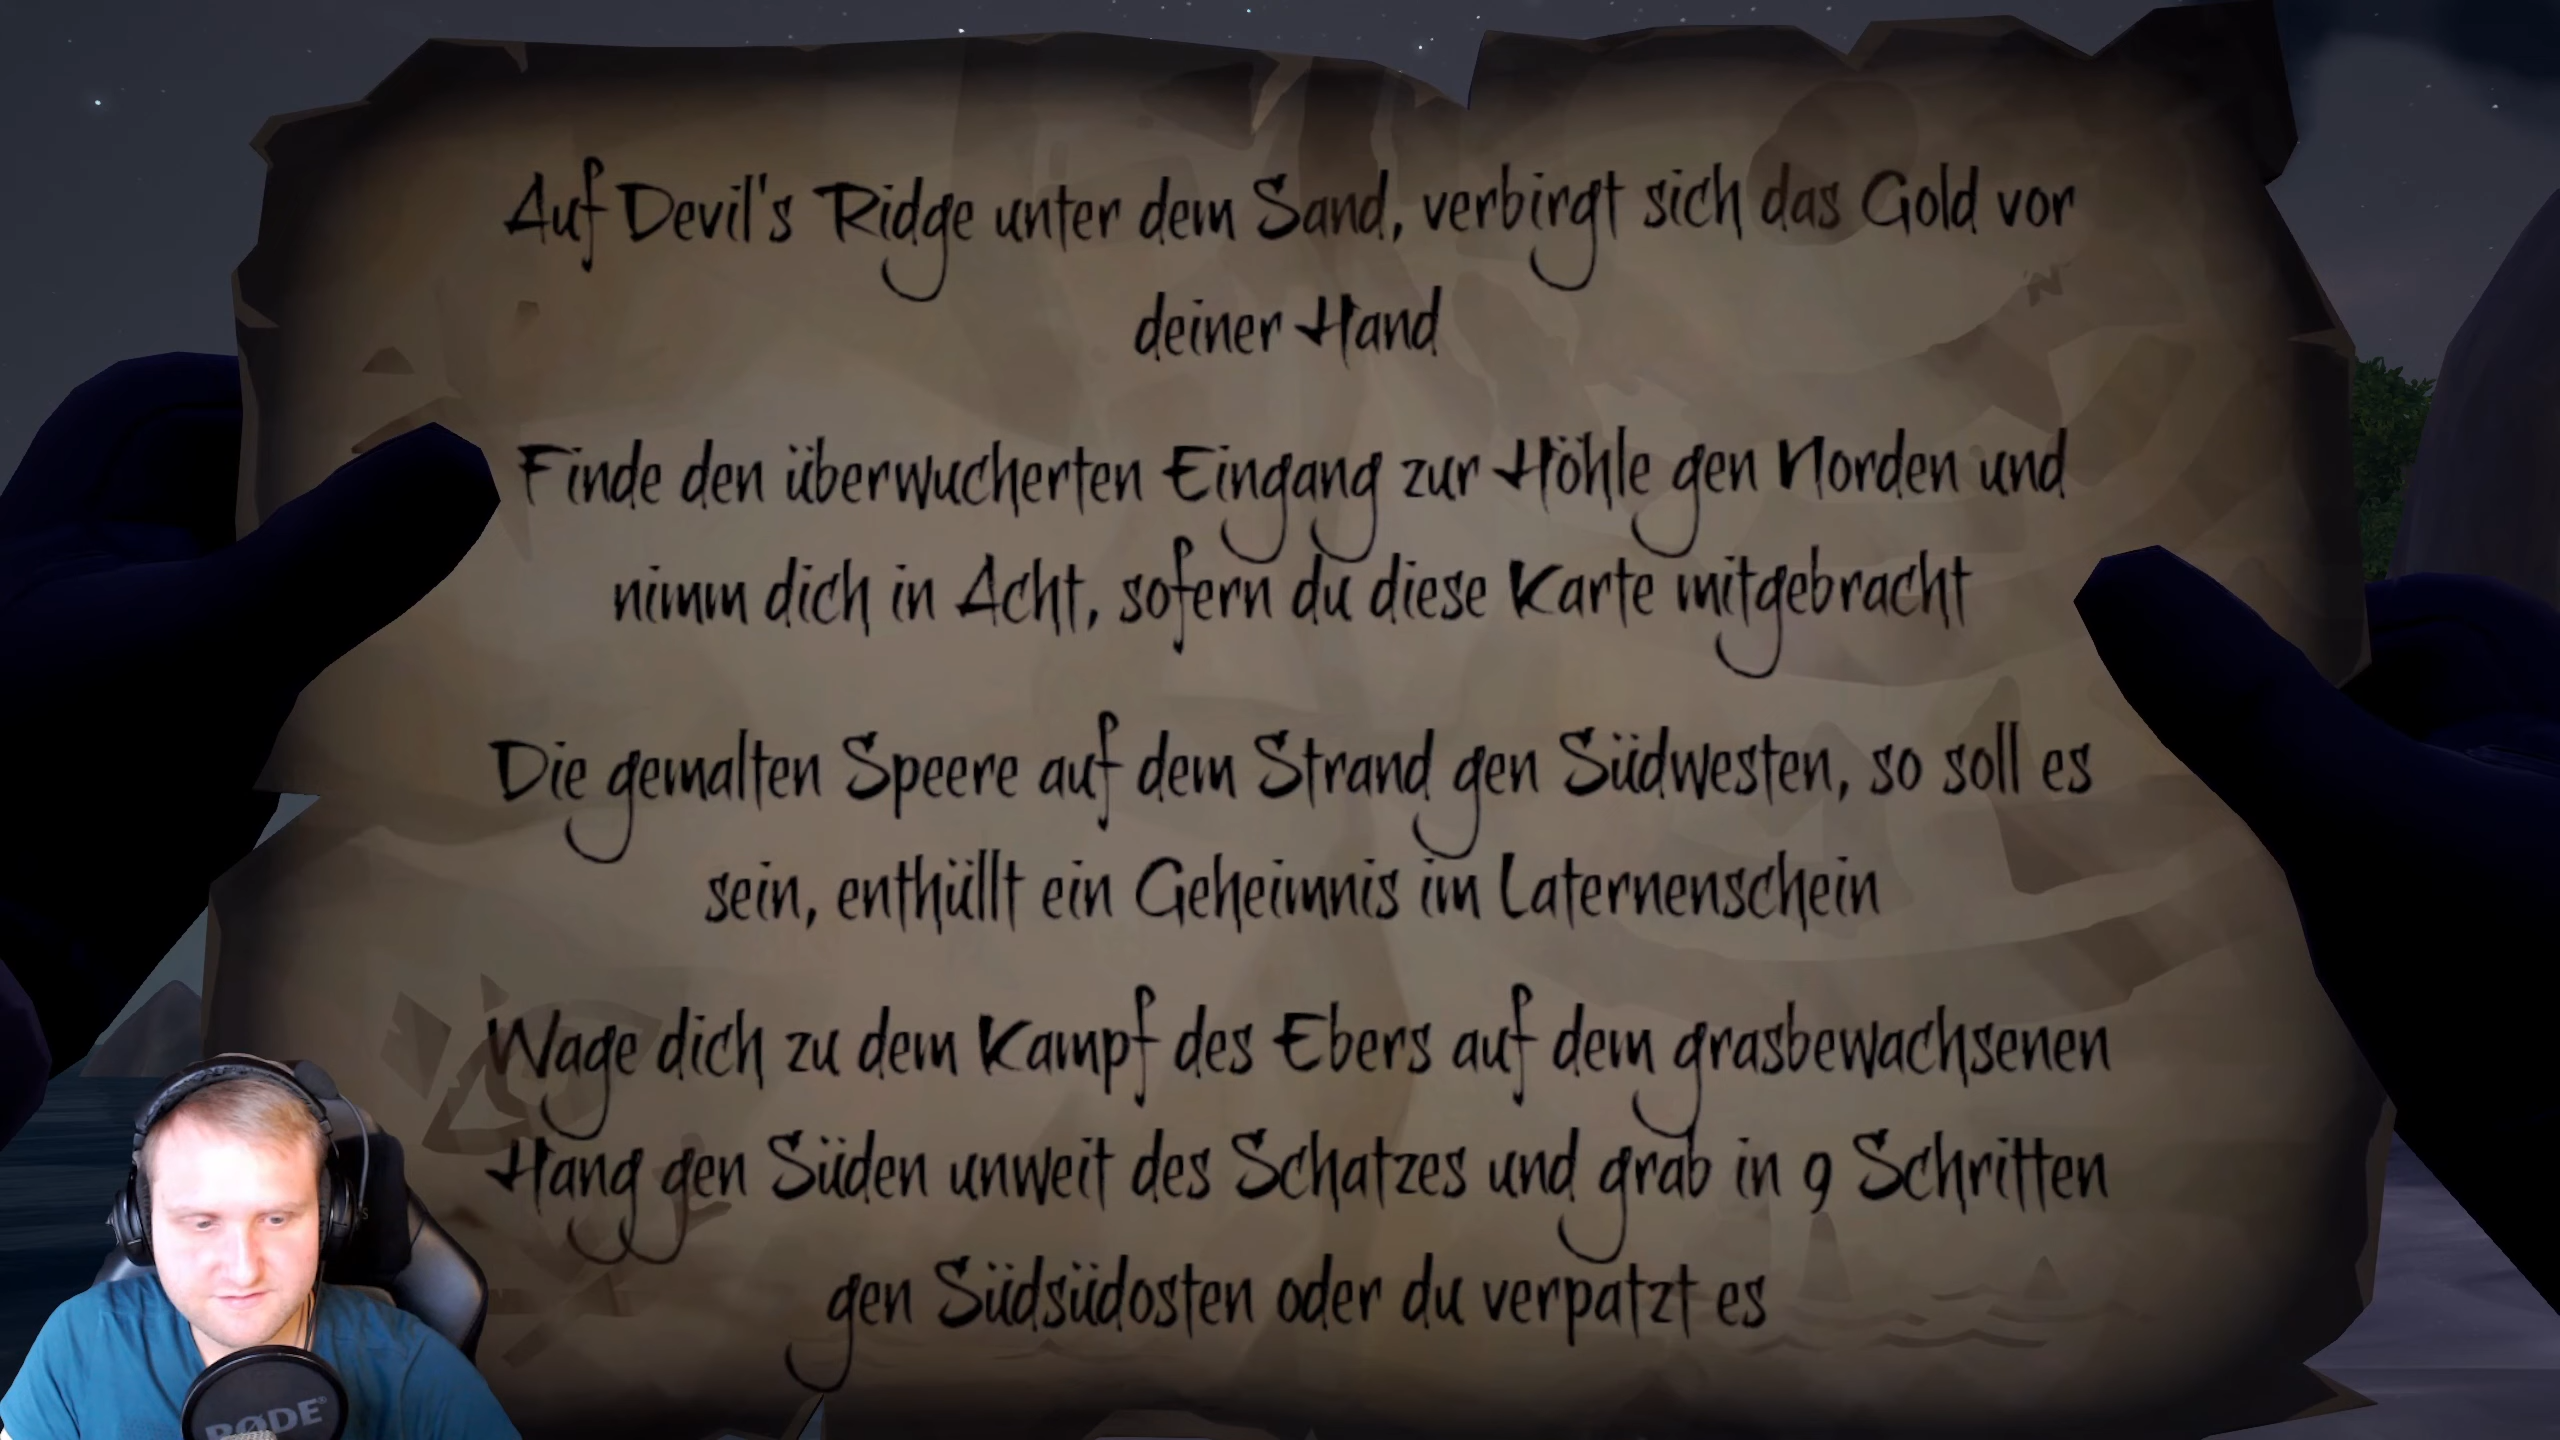 Auf Devil's Ridge unter dem Sand, verbirgt sich das Gold vor
deiner Hand
Finde den überwucherten Eingang zur Höhle gen Norden und
nimm dich in Acht, sofern du diese Karte mitgebracht
Die gemalten Speere auf dem Strand gen Südwesten, so soll es
sein, enthüllt ein Geheimnis im Laternenschein
Wage dich zu dem Kampf des Ebers auf dem grasbewachsenen
Hang gen Süden unweit des Schatzes und grab in 9 Schritten
gen Südsüdosten oder du verpatzt es
RØDE